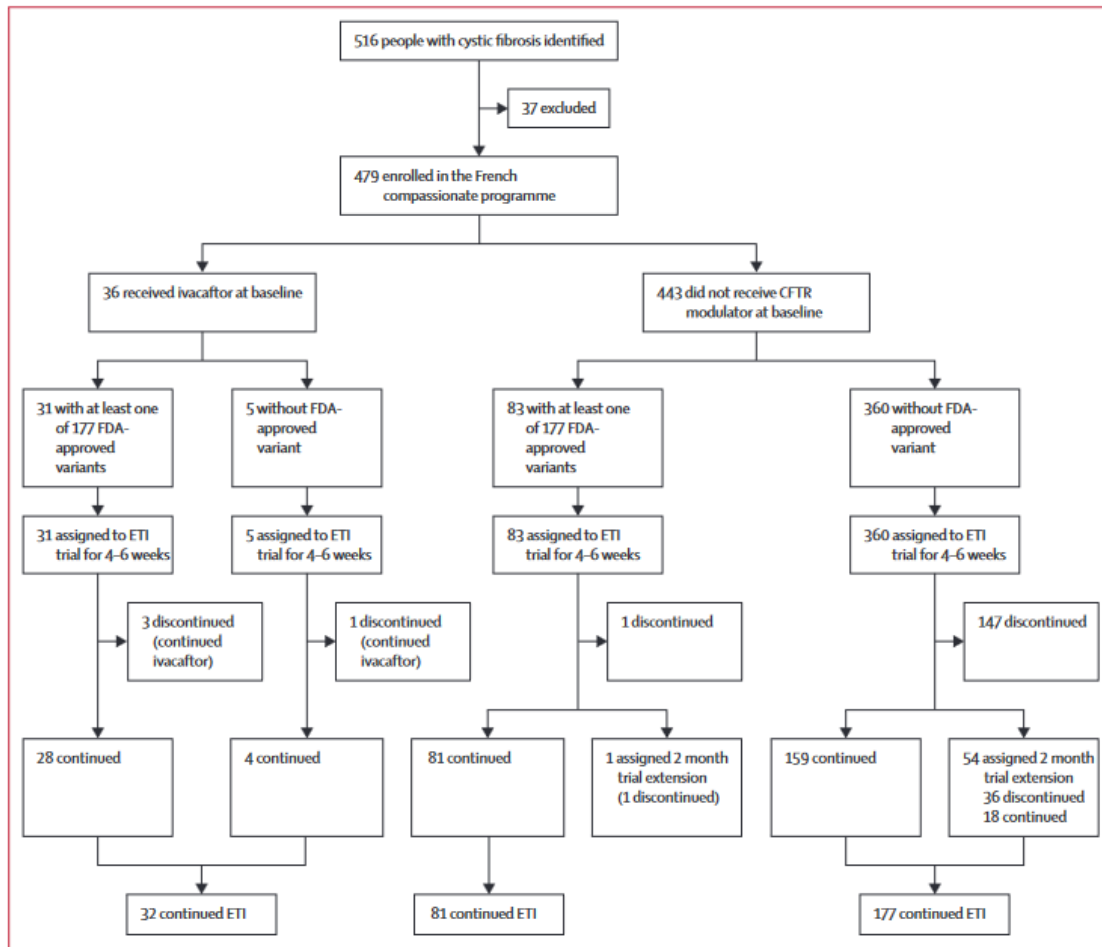 516 people with cystic fibrosis identified
37 excluded
479 enrolled in the French
compassionate programme
36 received ivacaftor at baseline
443 did not receive CFTR
modulator at baseline
31 with at least one
of 177 FDA-
approved
variants
5 without FDA-
approved
variant
83 with at least one
of 177 FDA-
approved
variants
360 without FDA-
approved
variant
31 assigned to ETI
trial for 4–6 weeks
5 assigned to ETI
trial for 4–6 weeks
83 assigned to ETI
trial for 4–6 weeks
360 assigned to ETI
trial for 4–6 weeks
3 discontinued
(continued
ivacaftor)
1 discontinued
(continued
ivacaftor)
1 discontinued
147 discontinued
28 continued
4 continued
81 continued
1 assigned 2 month
trial extension
(1 discontinued)
159 continued
54 assigned 2 month
trial extension
36 discontinued
18 continued
32 continued ETI
81 continued ETI
177 continued ETI